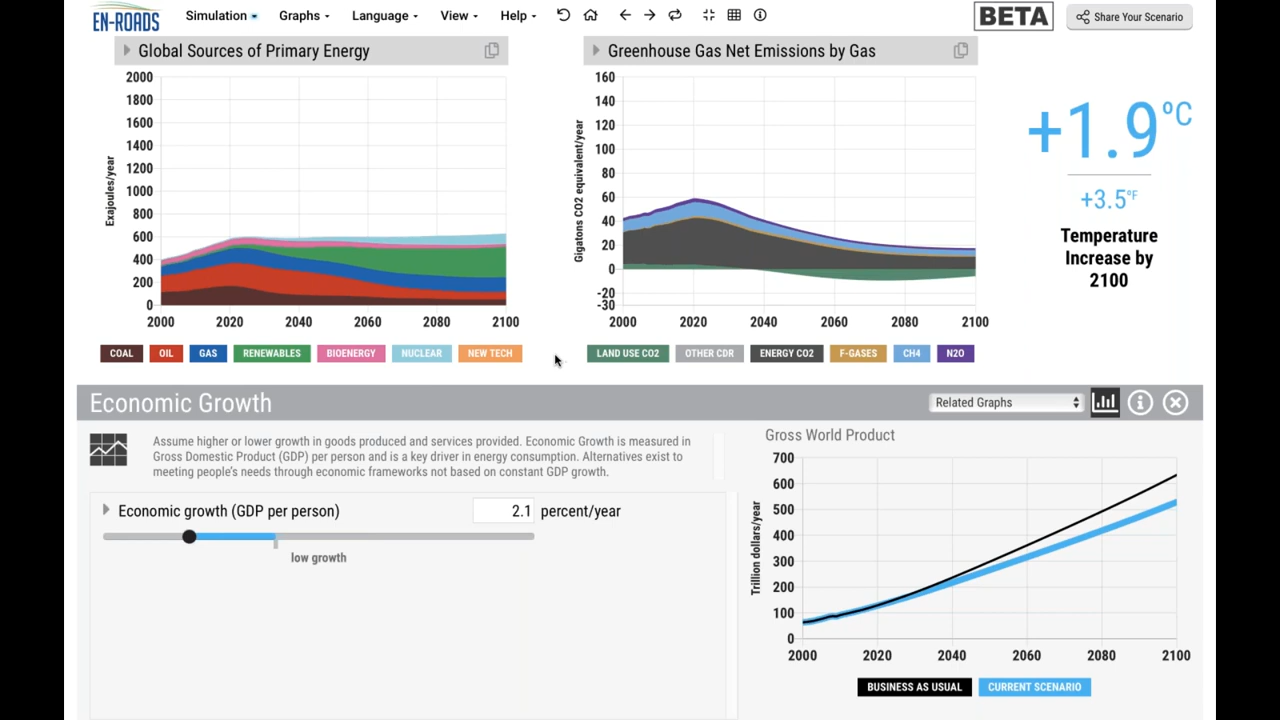 EN-ROADS
Simulation Graphs Language View Help
BETA
Share Your Scenario
Global Sources of Primary Energy
2000
1800
1600
1400
1200
1000
800
600
400
200
0
Exajoules/year
2000 2020 2040 2060 2080 2100
COAL OIL GAS RENEWABLES BIOENERGY NUCLEAR NEW TECH
Greenhouse Gas Net Emissions by Gas
160
140
120
100
80
60
40
20
0
-20
-30
Gigatons CO2 equivalent/year
2000 2020 2040 2060 2080 2100
LAND USE CO2 OTHER CDR ENERGY CO2 F-GASES CH4 N2O
+1.9ºC
+3.5°F
Temperature
Increase by
2100
Economic Growth
Related Graphs
Assume higher or lower growth in goods produced and services provided. Economic Growth is measured in
Gross Domestic Product (GDP) per person and is a key driver in energy consumption. Alternatives exist to
meeting people's needs through economic frameworks not based on constant GDP growth.
Economic growth (GDP per person) 2.1 percent/year
low growth
Gross World Product
700
600
500
400
300
200
100
0
Trillion dollars/year
2000 2020 2040 2060 2080 2100
BUSINESS AS USUAL CURRENT SCENARIO